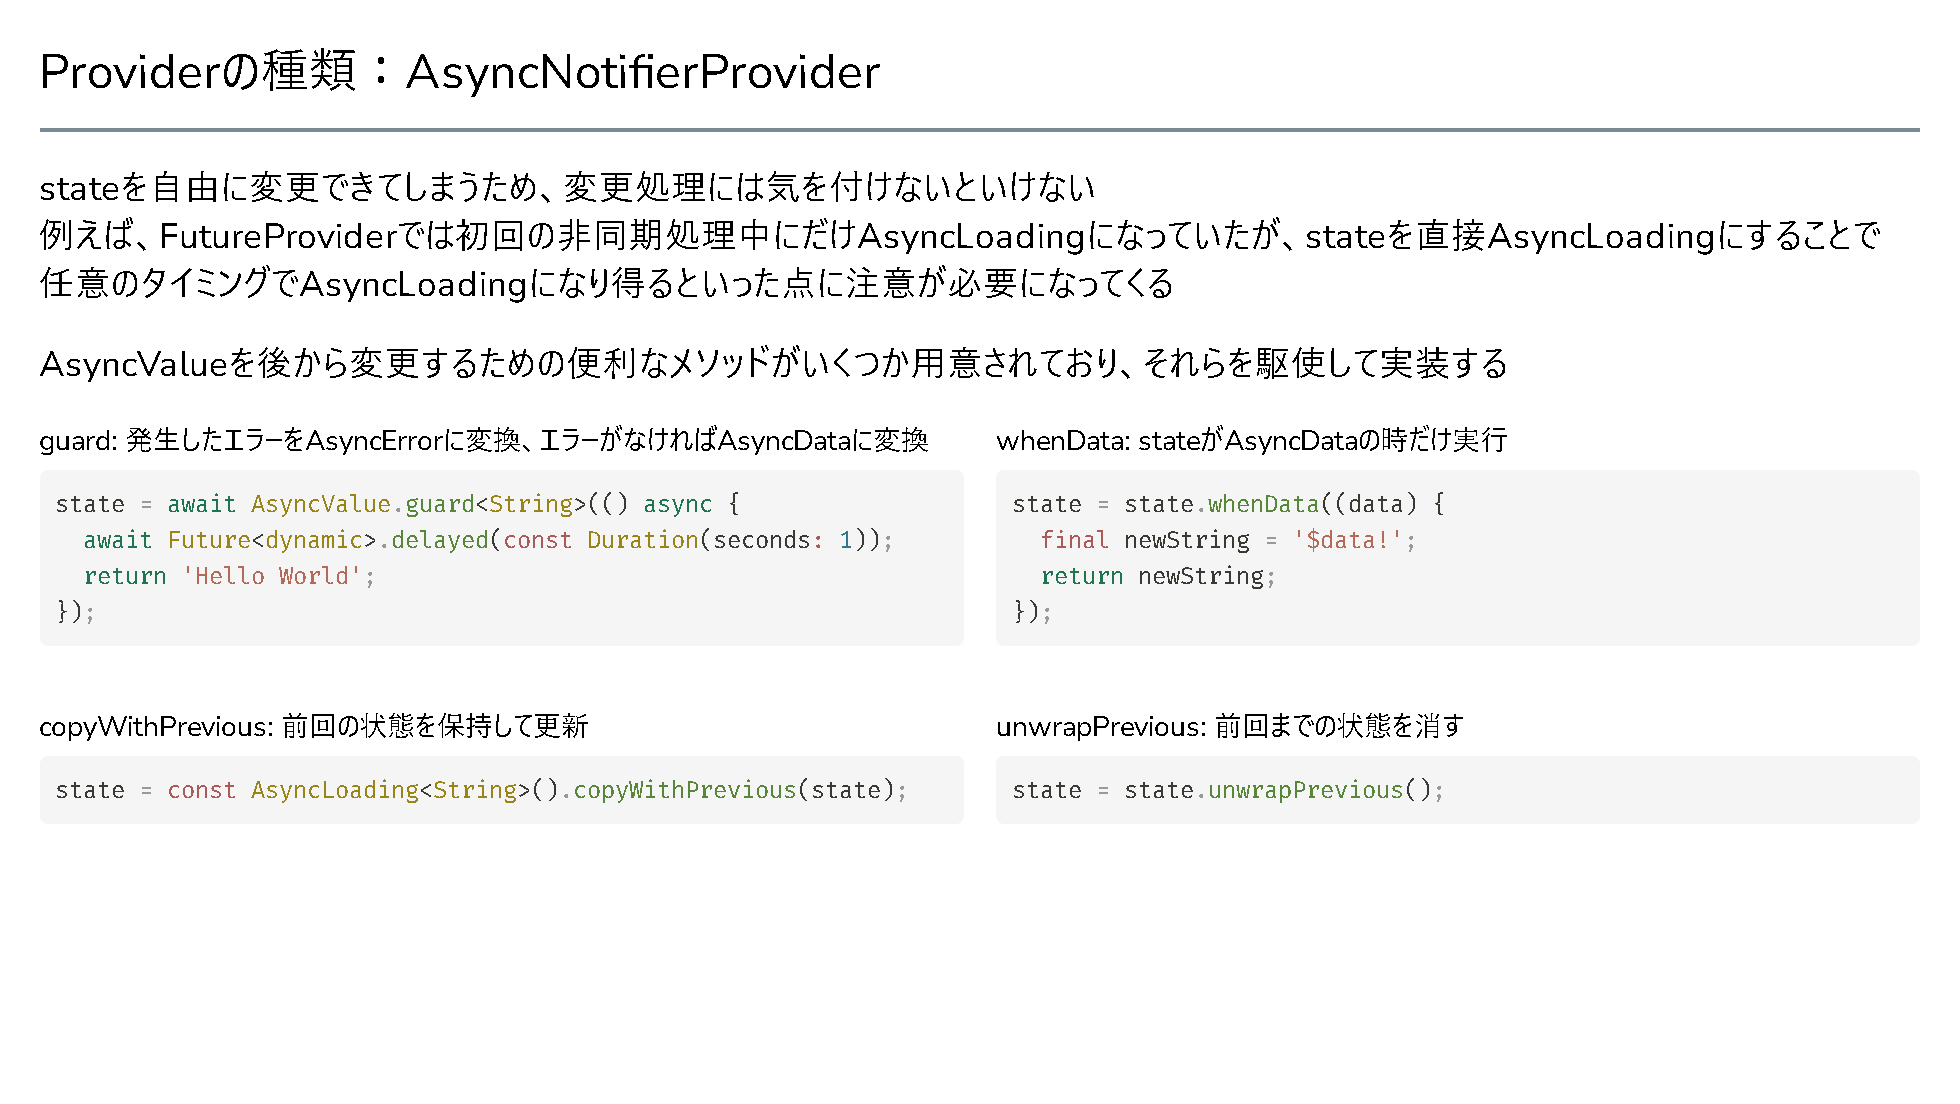 Providerの種類：AsyncNotifierProvider
stateを自由に変更できてしまうため、変更処理には気を付けないといけない
例えば、FutureProviderでは初回の非同期処理中にだけAsyncLoadingになっていたが、stateを直接AsyncLoadingにすることで
任意のタイミングでAsyncLoadingになり得るといった点に注意が必要になってくる
AsyncValueを後から変更するための便利なメソッドがいくつか用意されており、それらを駆使して実装する
guard: 発生したエラーをAsyncErrorに変換、エラーがなければAsyncDataに変換
state = await AsyncValue.guard<String>(() async {
  await Future<dynamic>.delayed(const Duration(seconds: 1));
  return 'Hello World';
});
whenData: stateがAsyncDataの時だけ実行
state = state.whenData((data) {
  final newString = '$data!';
  return newString;
});
copyWithPrevious: 前回の状態を保持して更新
state = const AsyncLoading<String>().copyWithPrevious(state);
unwrapPrevious: 前回までの状態を消す
state = state.unwrapPrevious();